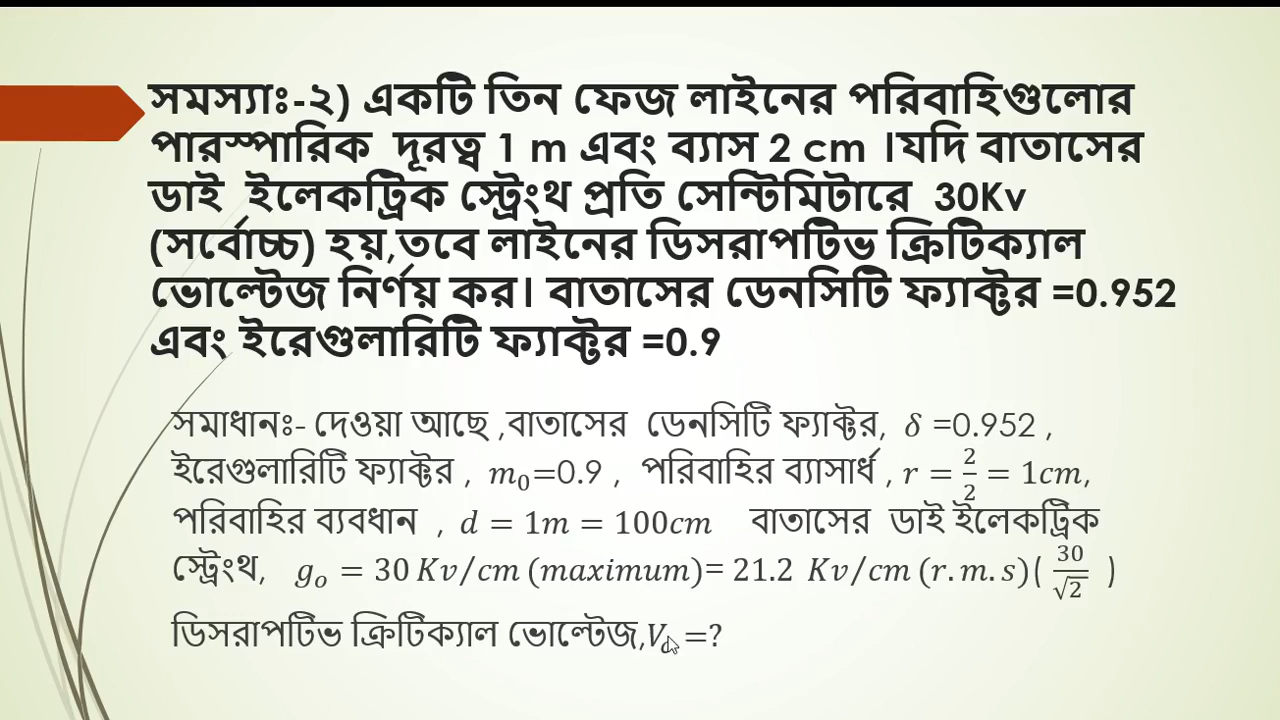 সমস্যাঃ-২) একটি তিন ফেজ লাইনের পরিবাহিগুলোর
পারস্পারিক দূরত্ব 1 m এবং ব্যাস 2 cm ।যদি বাতাসের
ডাই ইলেকট্রিক স্ট্রেংথ প্রতি সেন্টিমিটারে 30Kv
(সর্বোচ্চ) হয়,তবে লাইনের ডিসরাপটিভ ক্রিটিক্যাল
ভোল্টেজ নির্ণয় কর। বাতাসের ডেনসিটি ফ্যাক্টর =0.952
এবং ইরেগুলারিটি ফ্যাক্টর =0.9
সমাধানঃ- দেওয়া আছে ,বাতাসের ডেনসিটি ফ্যাক্টর, δ =0.952 ,
ইরেগুলারিটি ফ্যাক্টর , m₀=0.9 , পরিবাহির ব্যাসার্ধ , r = 2/2 = 1cm,
পরিবাহির ব্যবধান , d = 1m = 100cm বাতাসের ডাই ইলেকট্রিক
স্ট্রেংথ, gₒ = 30 Kv/cm (maximum)= 21.2 Kv/cm (r.m.s)( 30/√2 )
ডিসরাপটিভ ক্রিটিক্যাল ভোল্টেজ,V =?